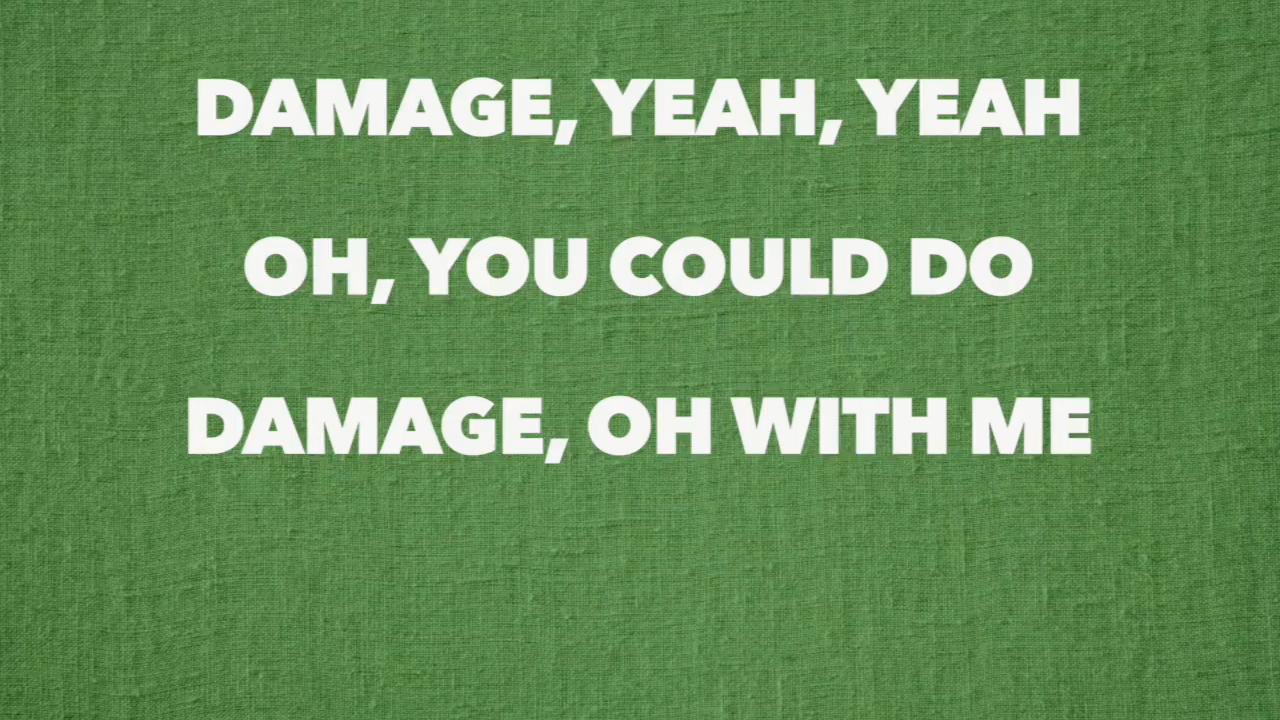 DAMAGE, YEAH, YEAH
OH, YOU COULD DO
DAMAGE, OH WITH ME